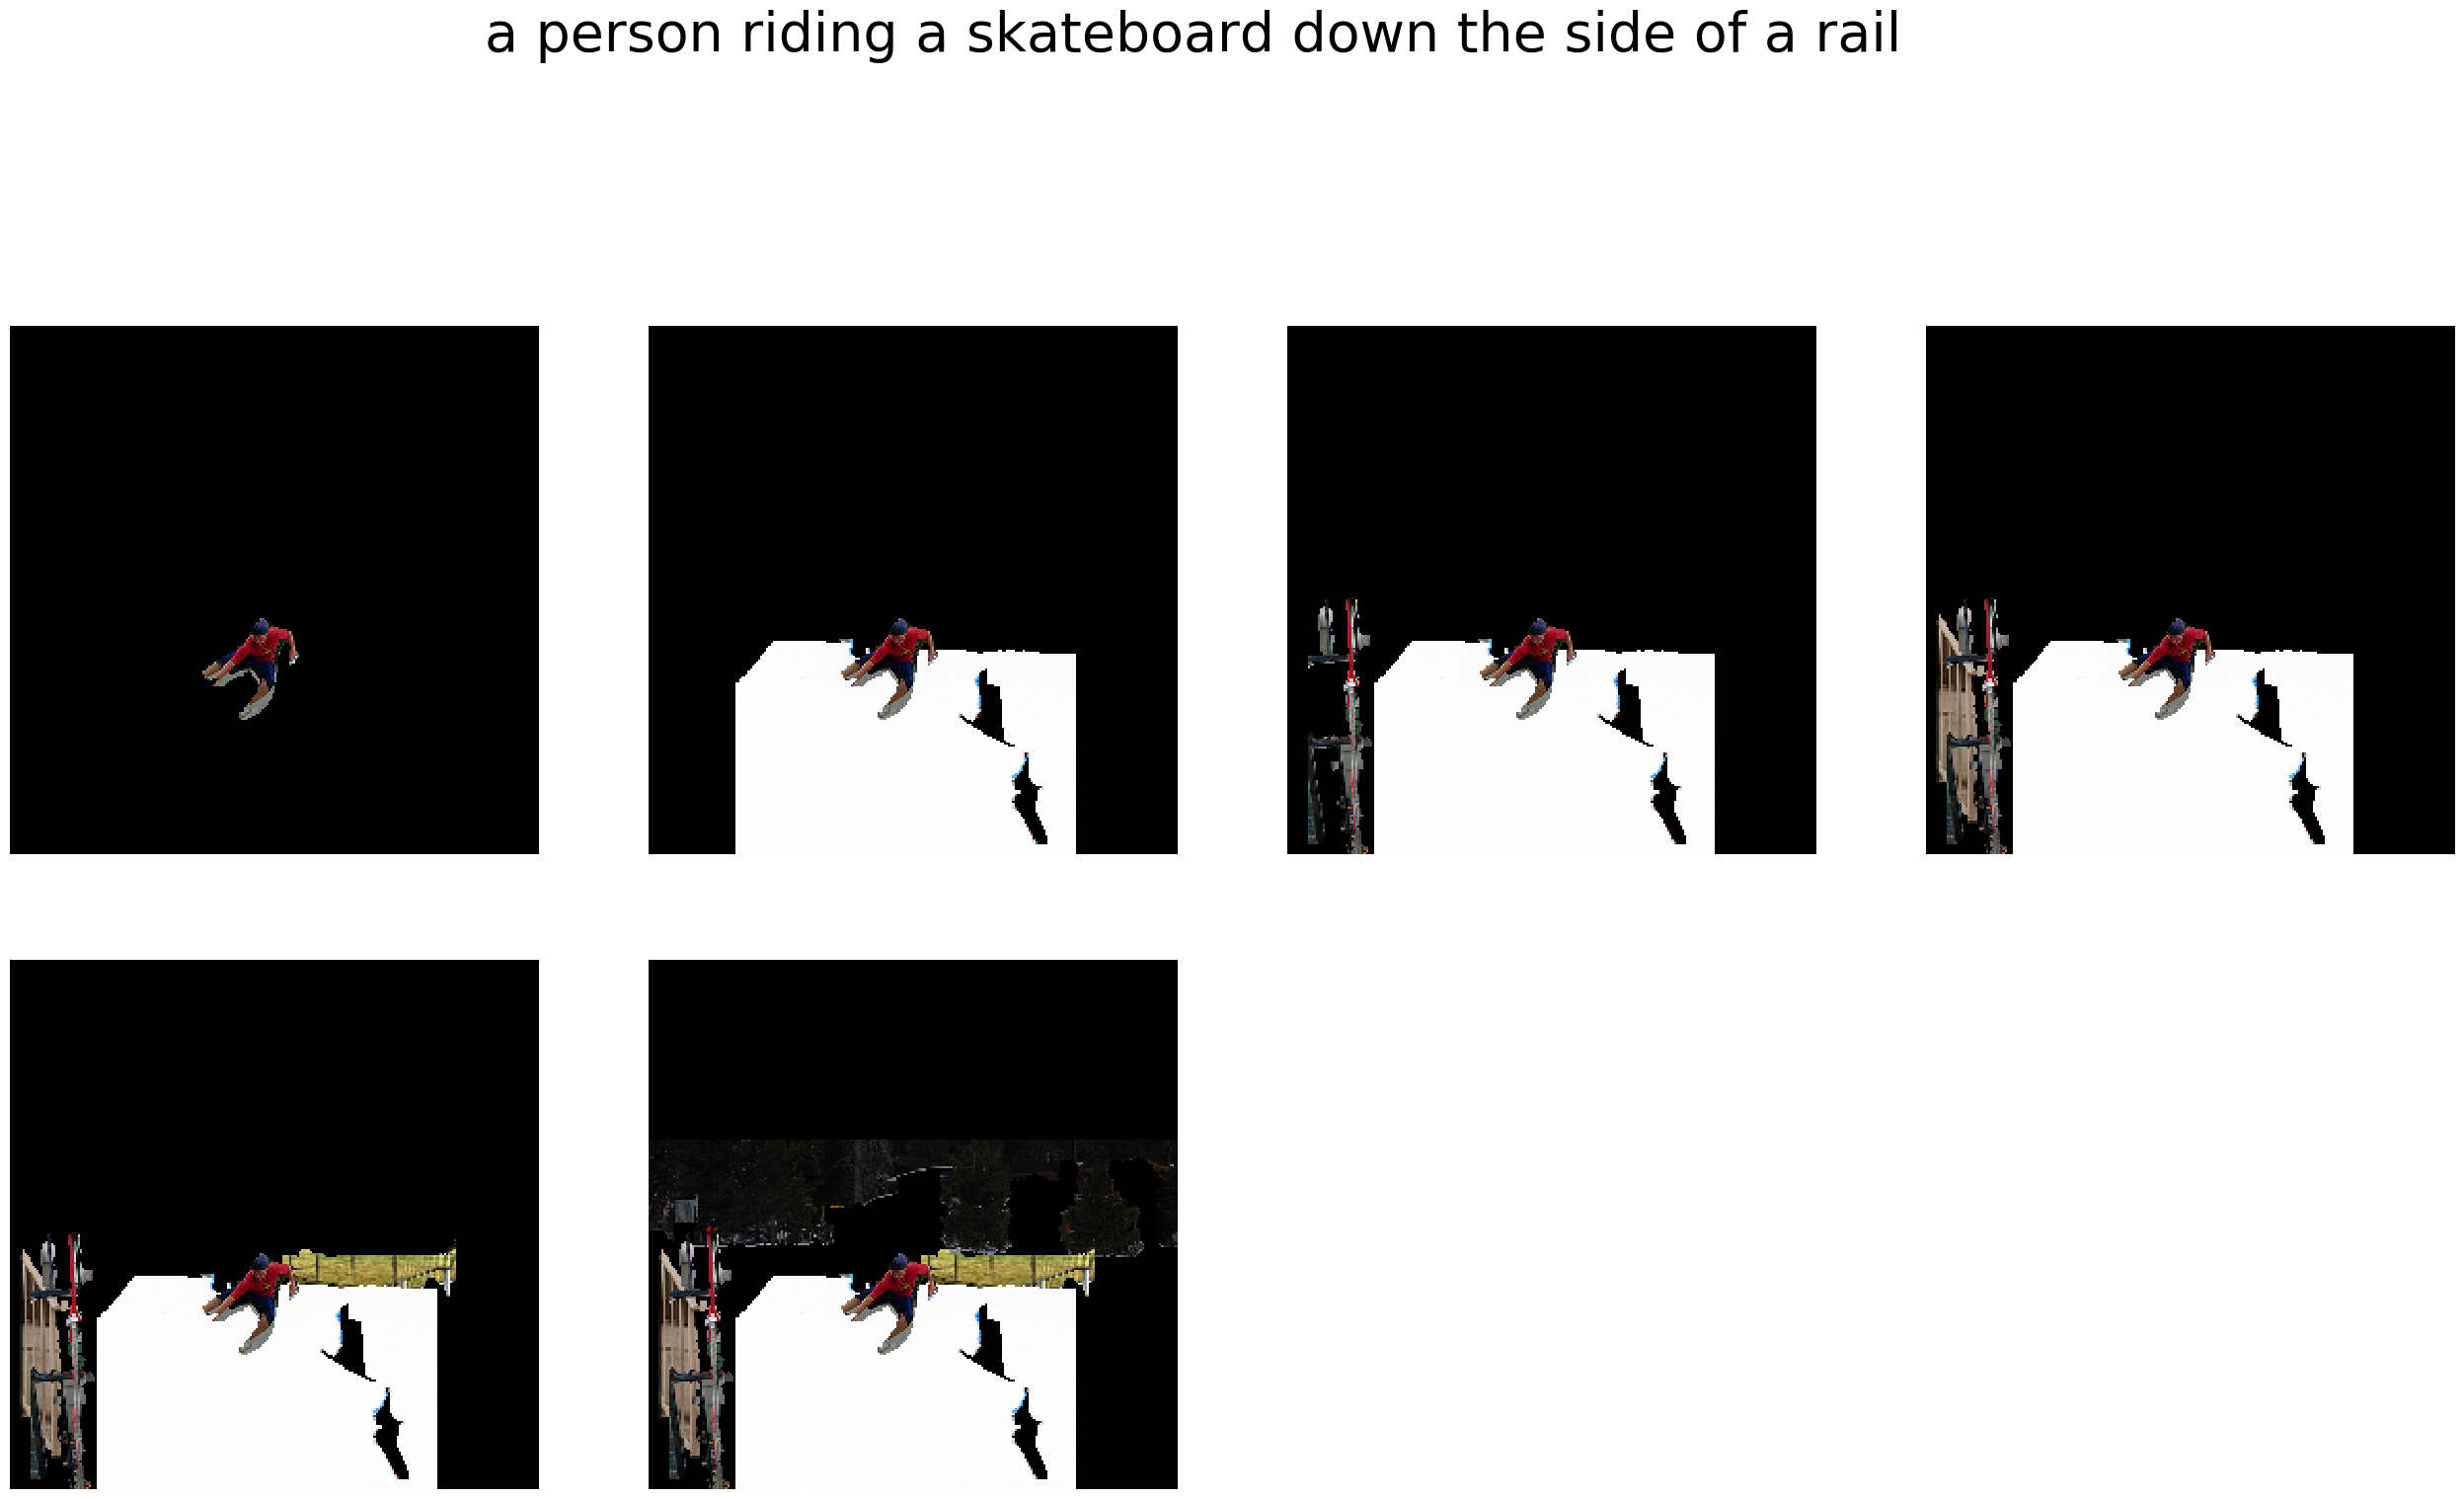 a person riding a skateboard down the side of a rail